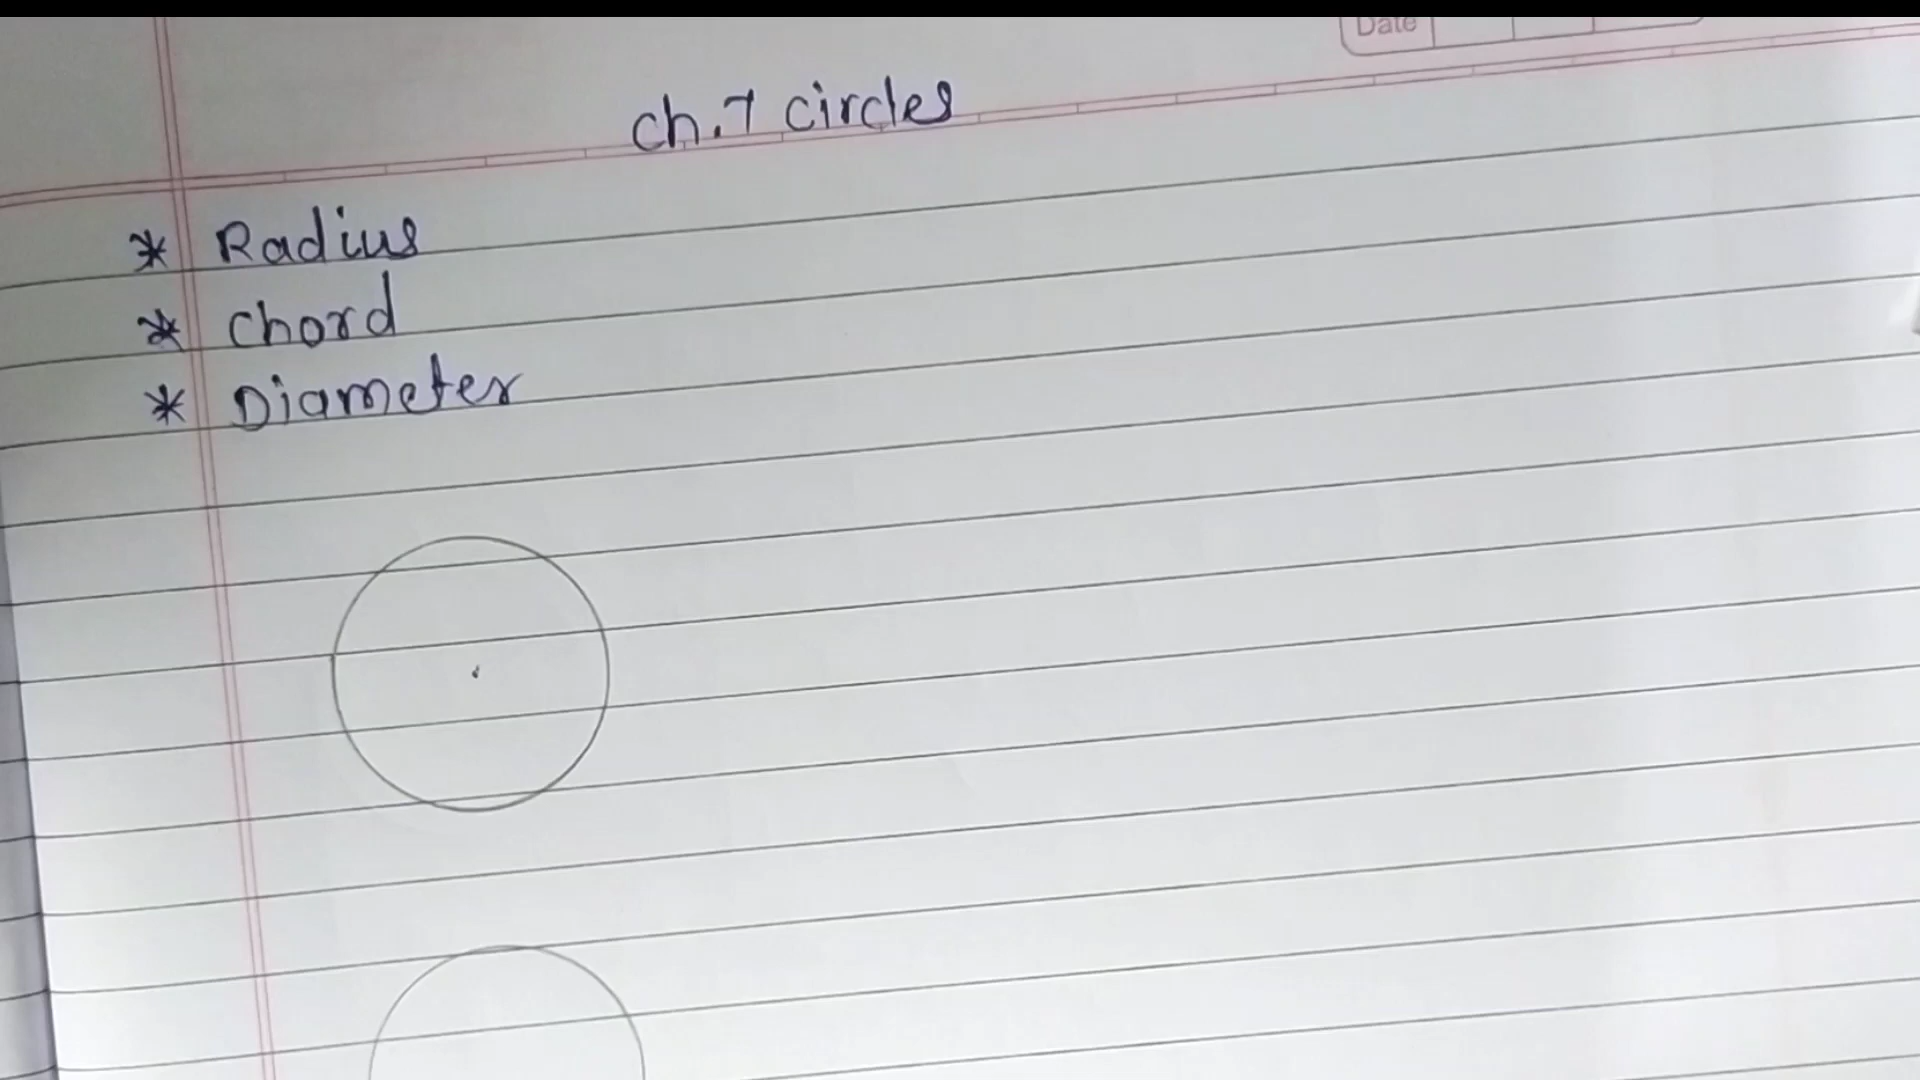 Date
Ch.7 circles
* Radius
* Chord
* Diameter